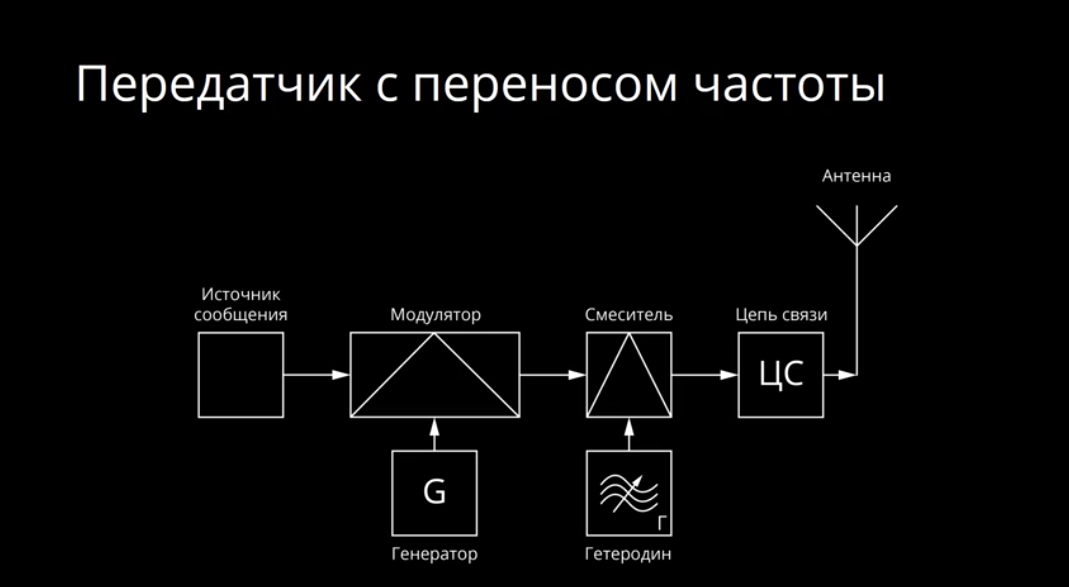 Передатчик с переносом частоты
Антенна
Источник
сообщения
Модулятор
Смеситель
Цепь связи
ЦС
G
Г
Генератор
Гетеродин